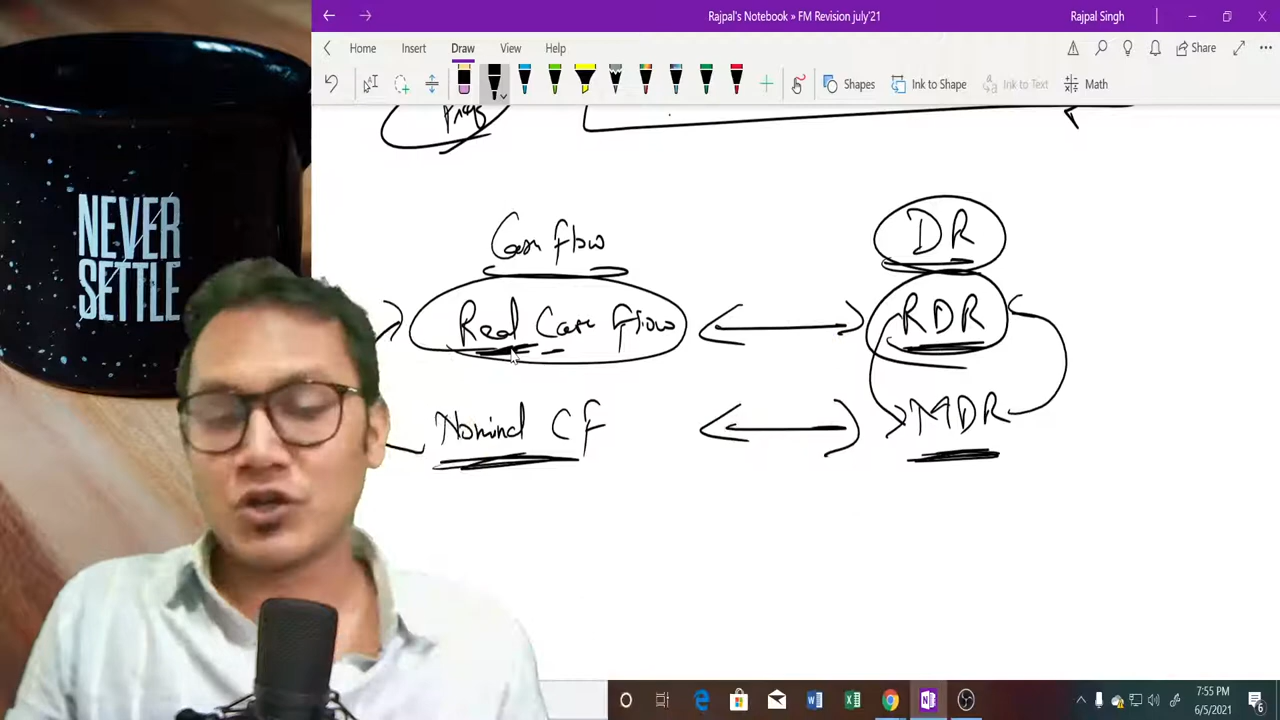 Rajpal's Notebook » FM Revision july'21
Rajpal Singh
Home Insert Draw View Help
Share
Shapes
Ink to Shape
Ink to Text
Math
NEVER
SETTLE
Cash flow
DR
Real Cash flow
RDR
Nominal CF
MDR
7:55 PM
6/5/2021
6